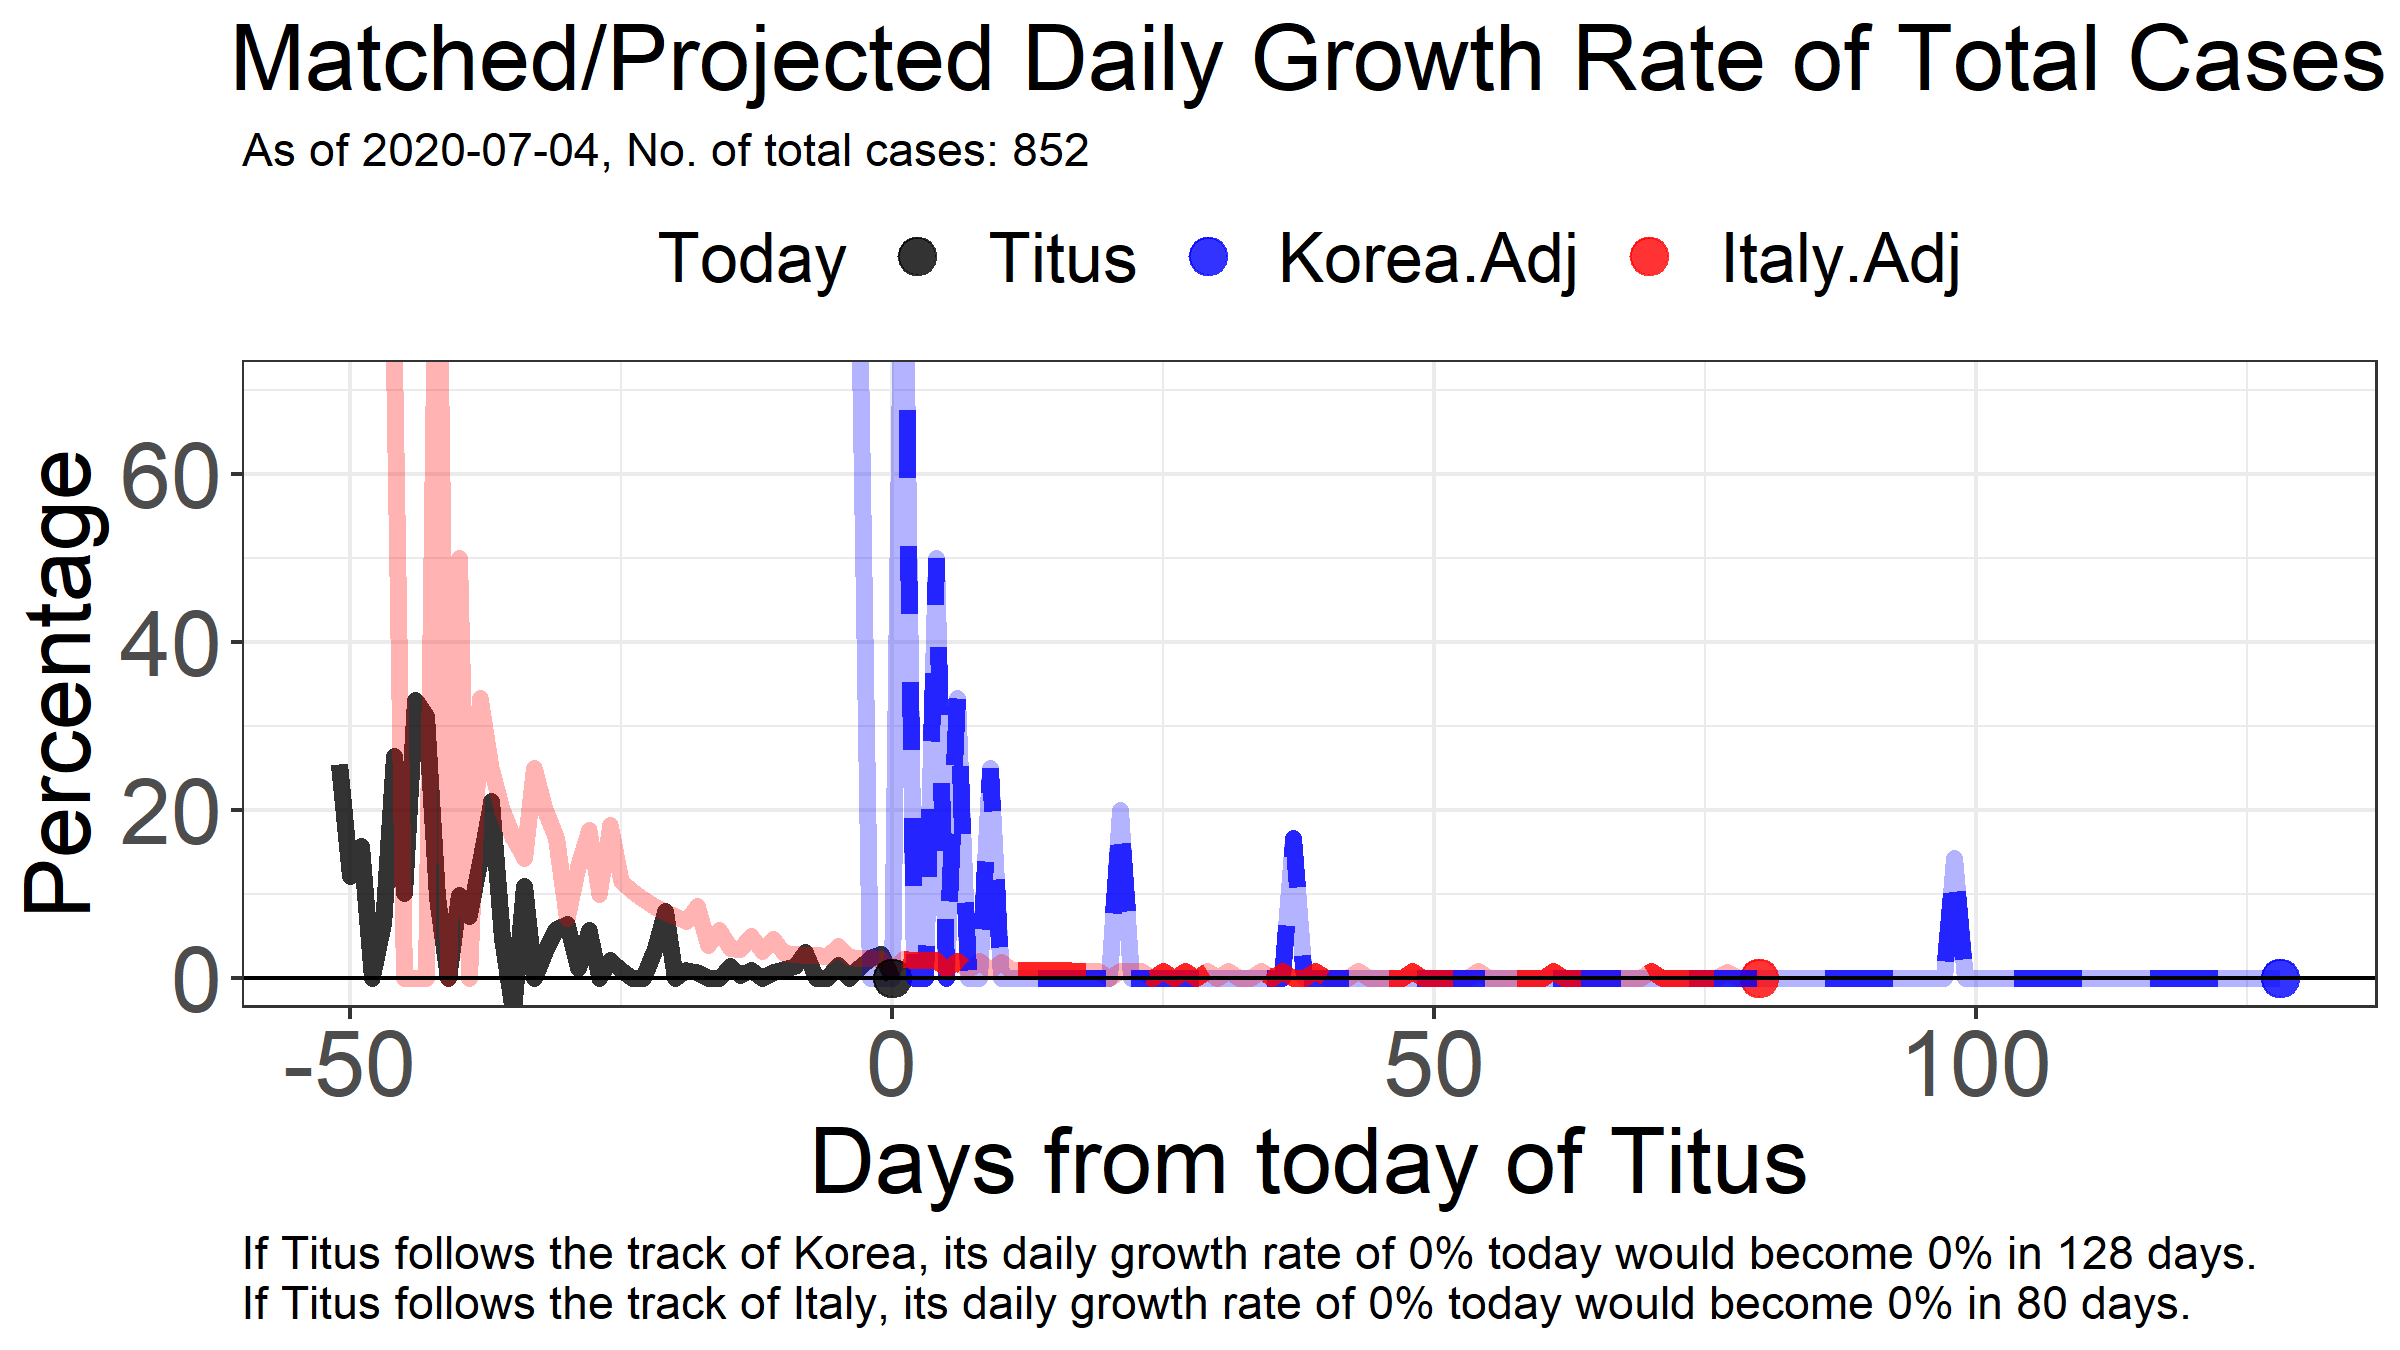 Matched/Projected Daily Growth Rate of Total Cases
As of 2020-07-04, No. of total cases: 852
Today Titus Korea.Adj Italy.Adj
Percentage
60
40
20
0
-50 0 50 100
Days from today of Titus
If Titus follows the track of Korea, its daily growth rate of 0% today would become 0% in 128 days.
If Titus follows the track of Italy, its daily growth rate of 0% today would become 0% in 80 days.